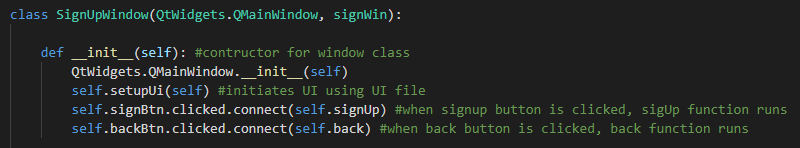 class SignUpWindow(QtWidgets.QMainWindow, signWin):
def __init__(self): #contructor for window class
QtWidgets.QMainWindow.__init__(self)
self.setupUi(self) #initiates UI using UI file
self.signBtn.clicked.connect(self.signUp) #when signup button is clicked, sigUp function runs
self.backBtn.clicked.connect(self.back) #when back button is clicked, back function runs